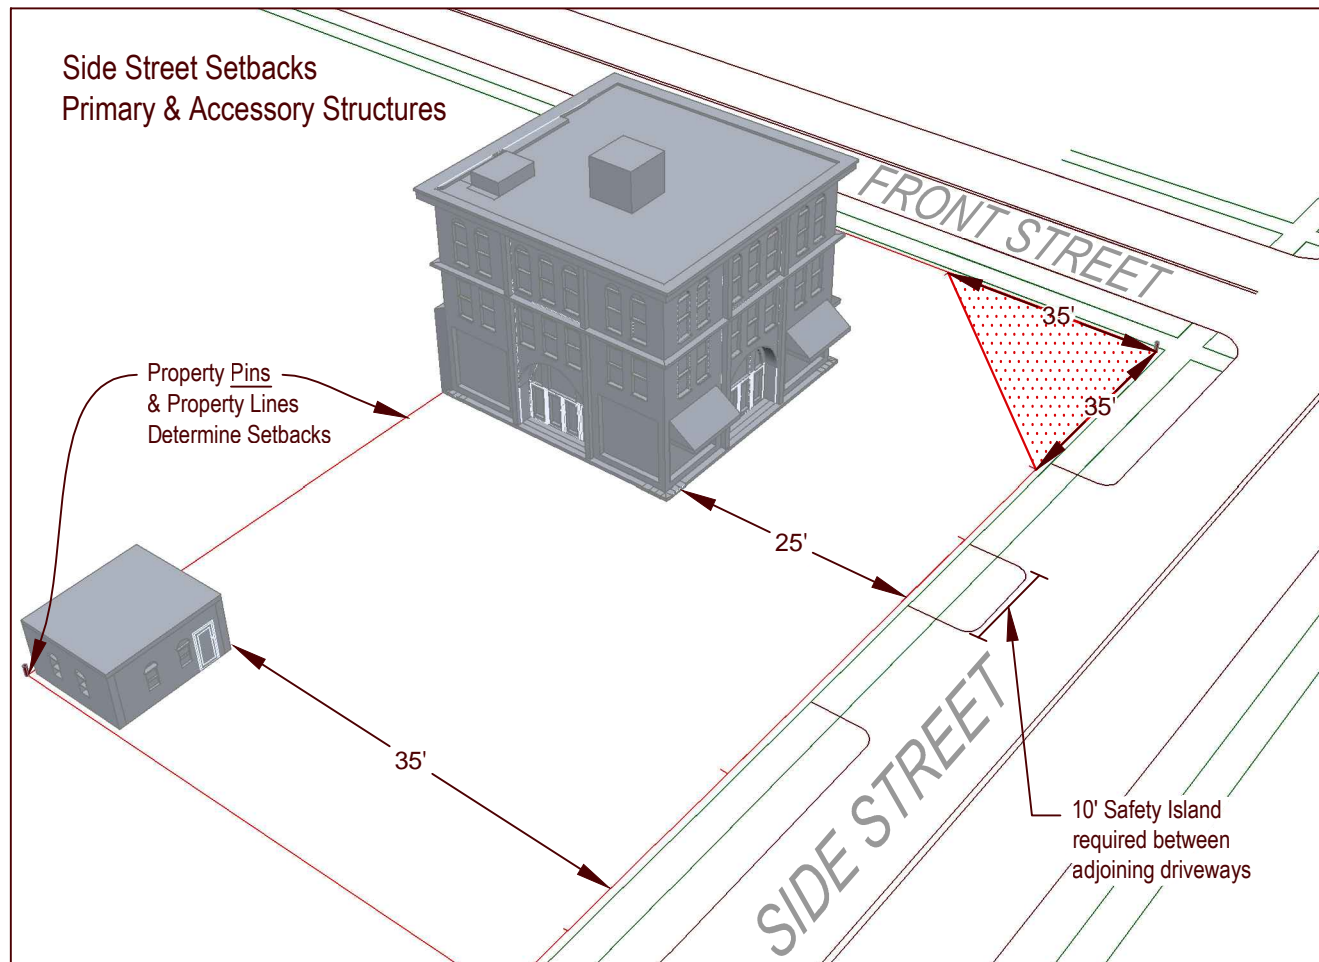 Side Street Setbacks
Primary & Accessory Structures
FRONT STREET
35'
35'
Property Pins
& Property Lines
Determine Setbacks
25'
35'
SIDE STREET
10' Safety Island
required between
adjoining driveways